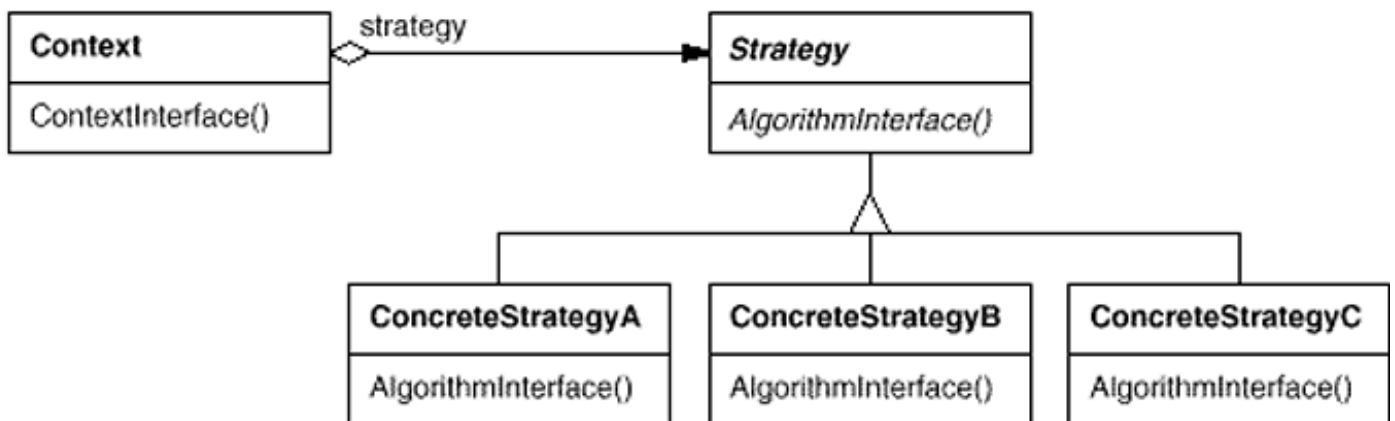 strategy
Context
Strategy
ContextInterface()
AlgorithmInterface()
ConcreteStrategyA
ConcreteStrategyB
ConcreteStrategyC
AlgorithmInterface()
AlgorithmInterface()
AlgorithmInterface()